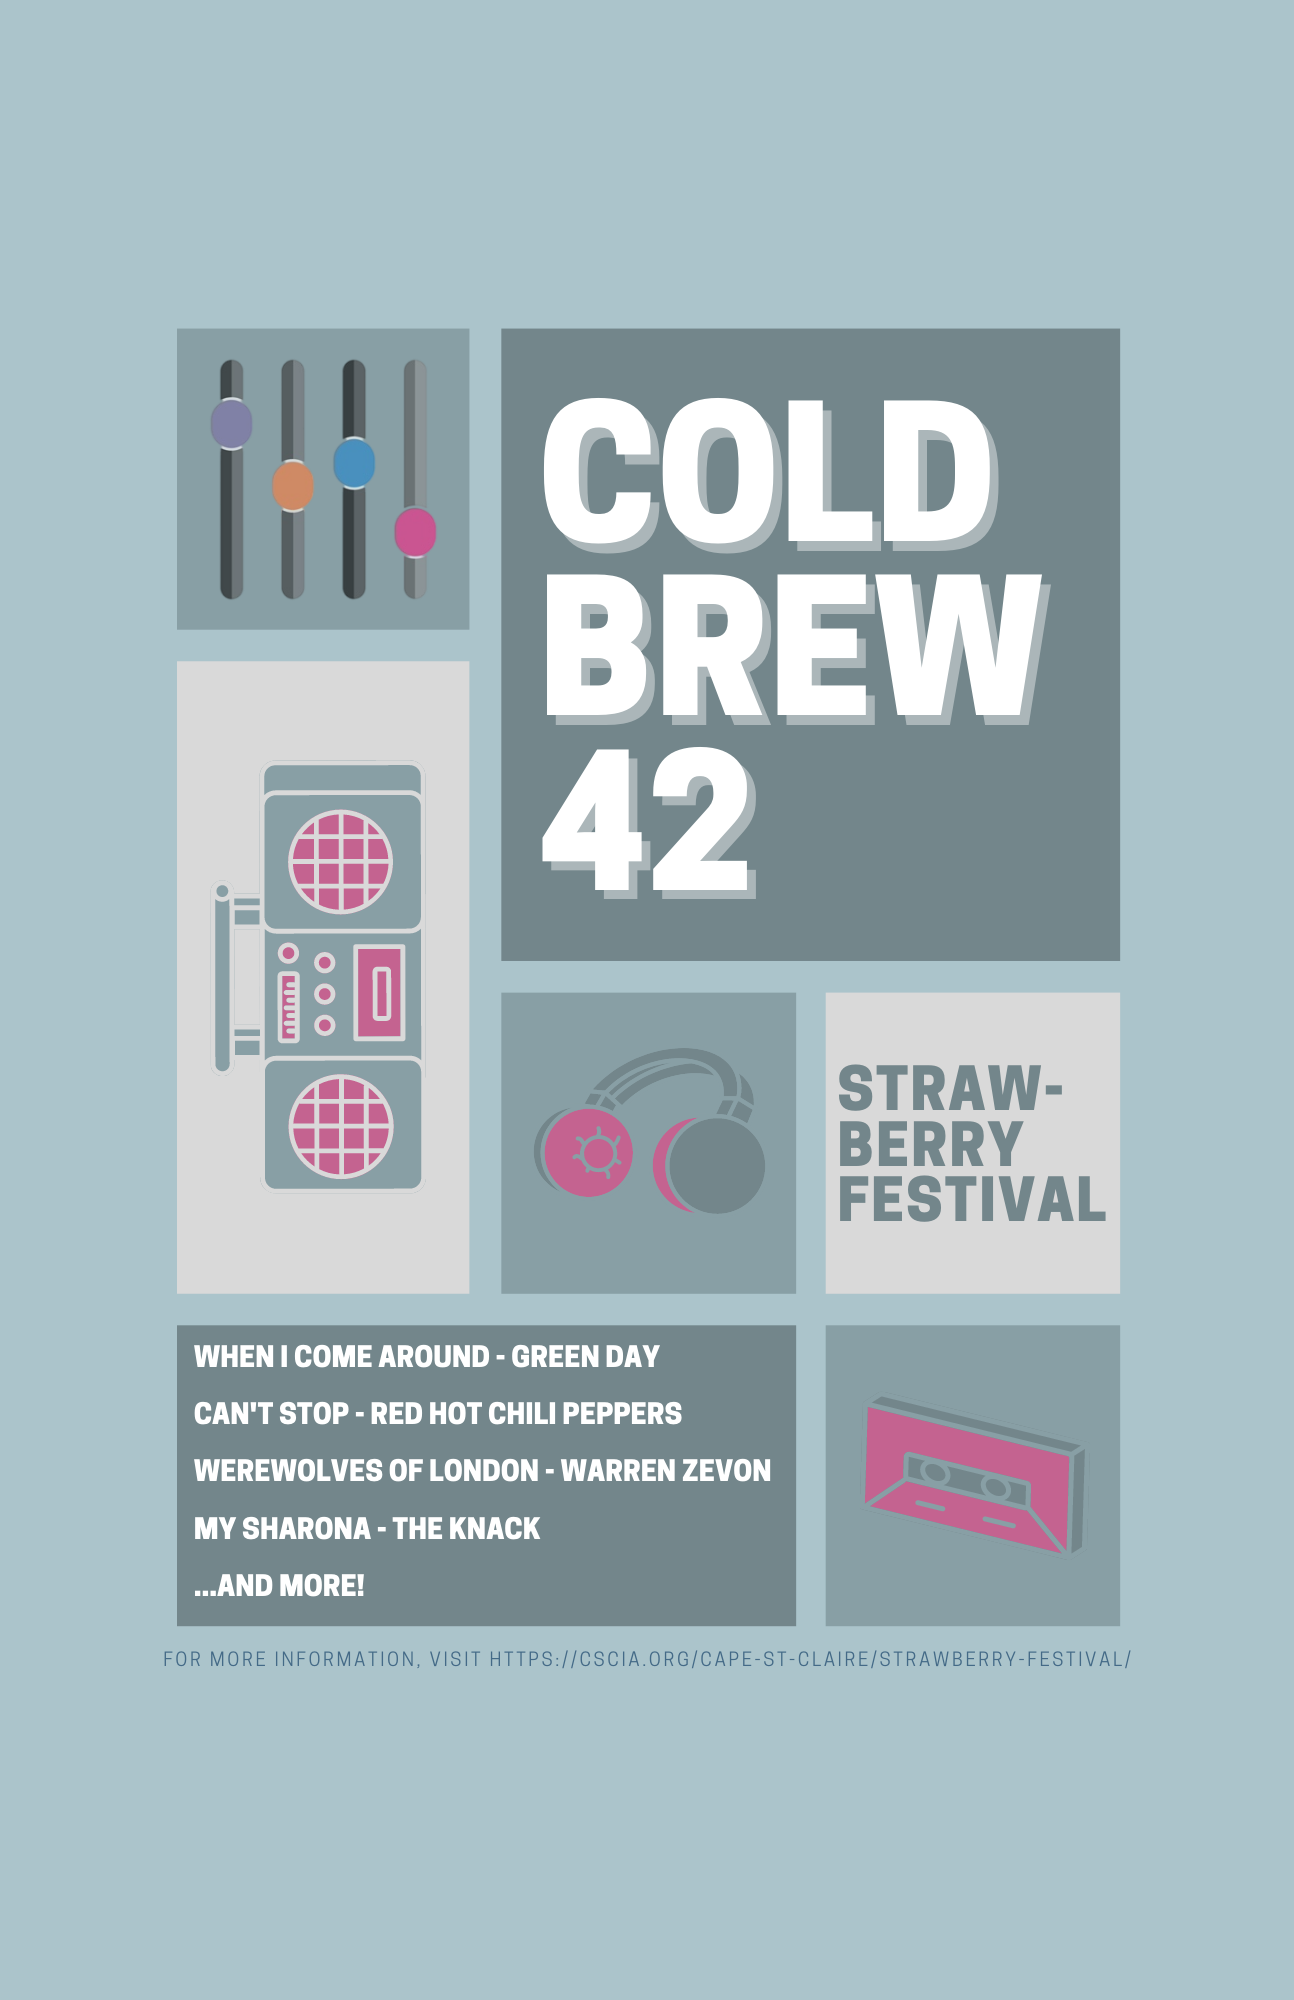 COLD
BREW
42
STRAW-
BERRY
FESTIVAL
WHEN I COME AROUND - GREEN DAY
CAN'T STOP - RED HOT CHILI PEPPERS
WEREWOLVES OF LONDON - WARREN ZEVON
MY SHARONA - THE KNACK
...AND MORE!
FOR MORE INFORMATION, VISIT HTTPS://CSCIA.ORG/CAPE-ST-CLAIRE/STRAWBERRY-FESTIVAL/